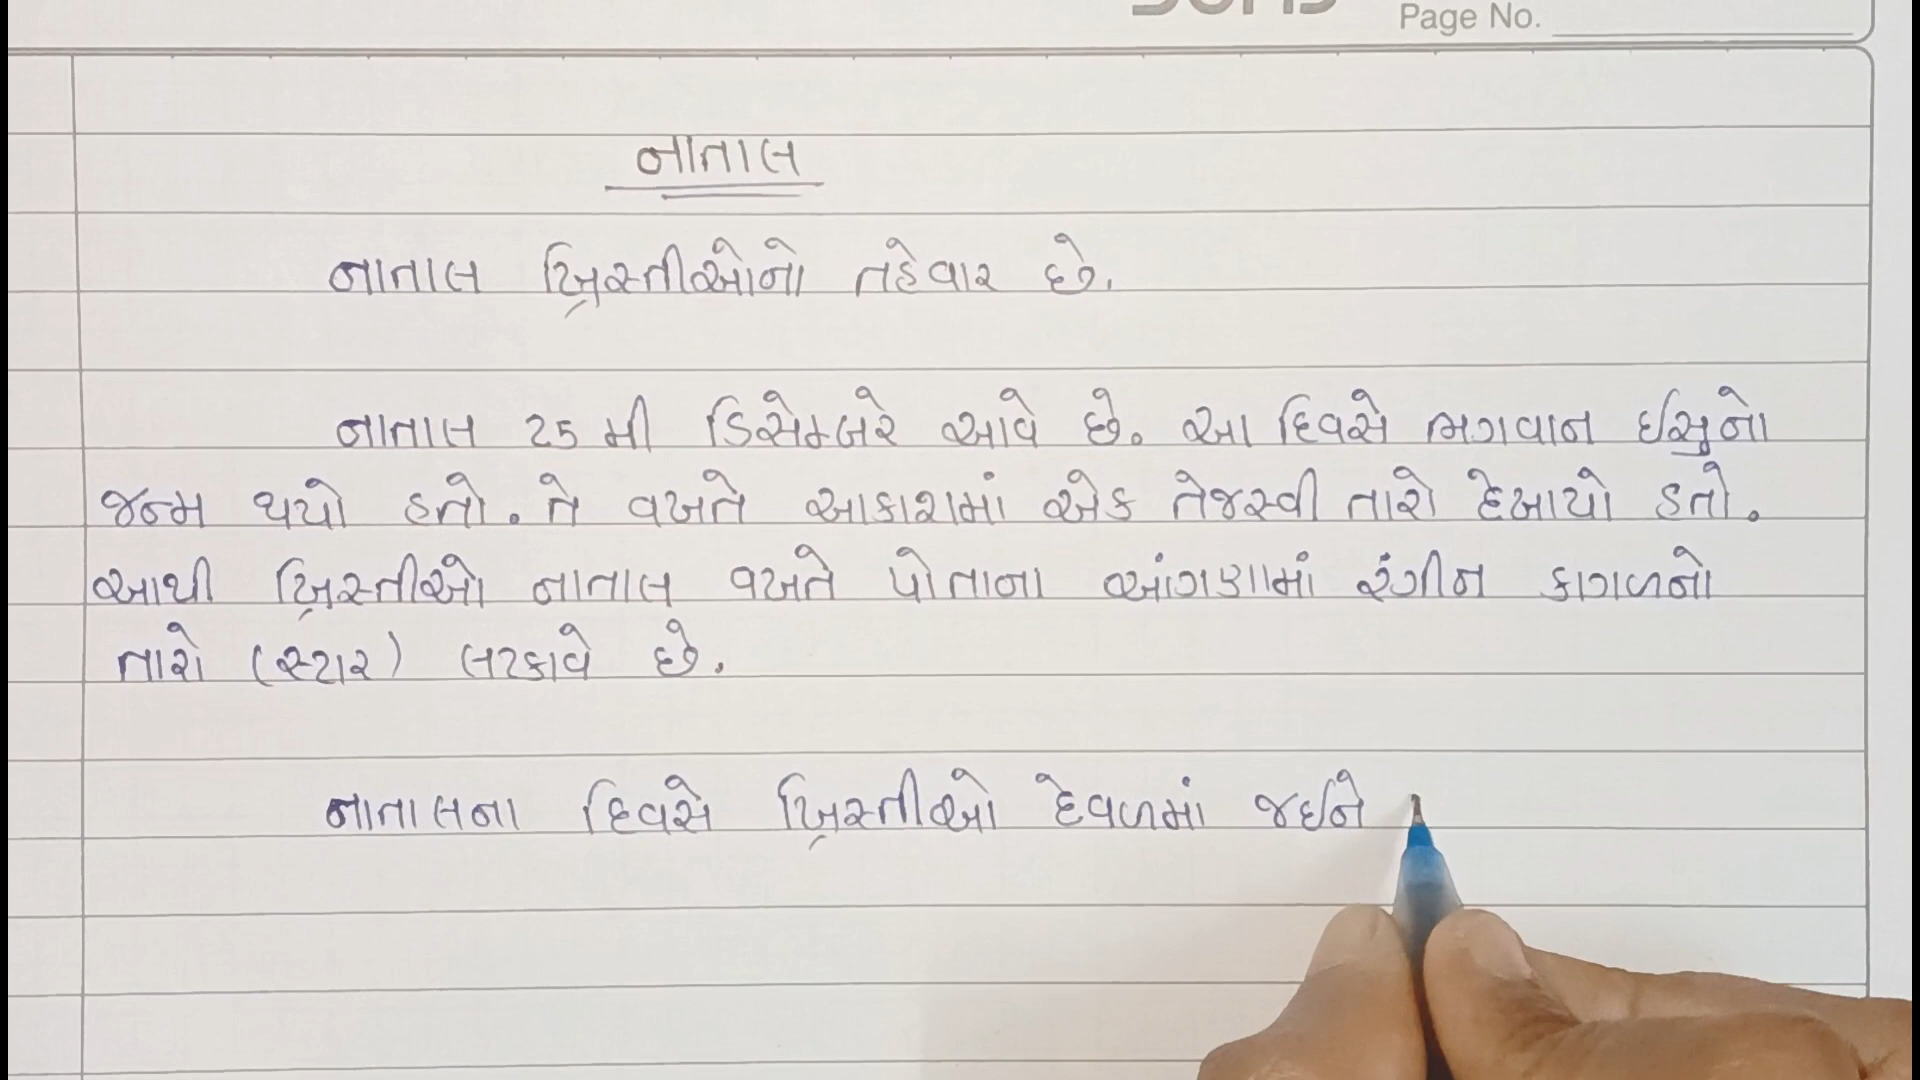 Page No.
નાતાલ
નાતાલ ખ્રિસ્તીઓનો તહેવાર છે.
નાતાલ 25 મી ડિસેમ્બરે આવે છે. આ દિવસે ભગવાન ઈસુનો
જન્મ થયો હતો. તે વખતે આકાશમાં એક તેજસ્વી તારો દેખાયો હતો.
આથી ખ્રિસ્તીઓ નાતાલ વખતે પોતાના આંગણામાં રંગીન કાગળનો
તારો (સ્ટાર) લટકાવે છે.
નાતાલના દિવસે ખ્રિસ્તીઓ દેવળમાં જઈને